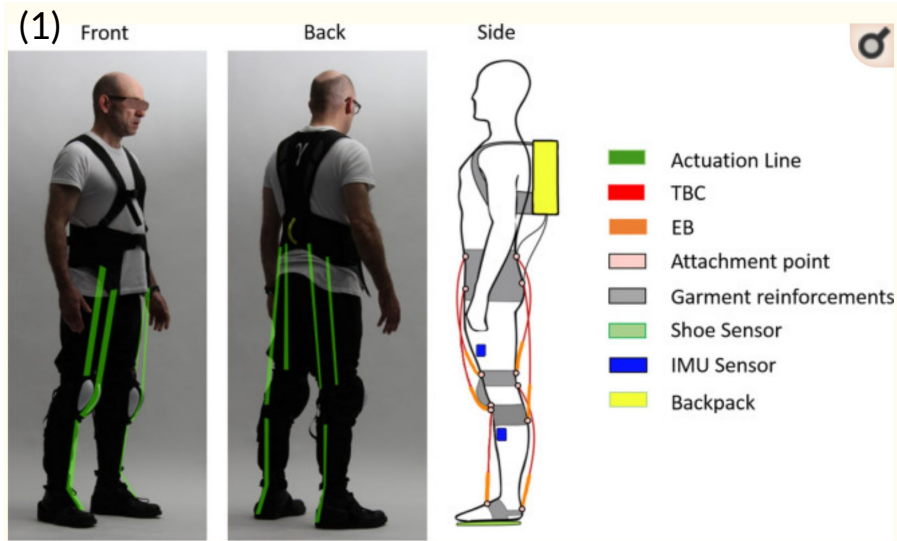 (1) Front Back Side
Actuation Line
TBC
EB
Attachment point
Garment reinforcements
Shoe Sensor
IMU Sensor
Backpack